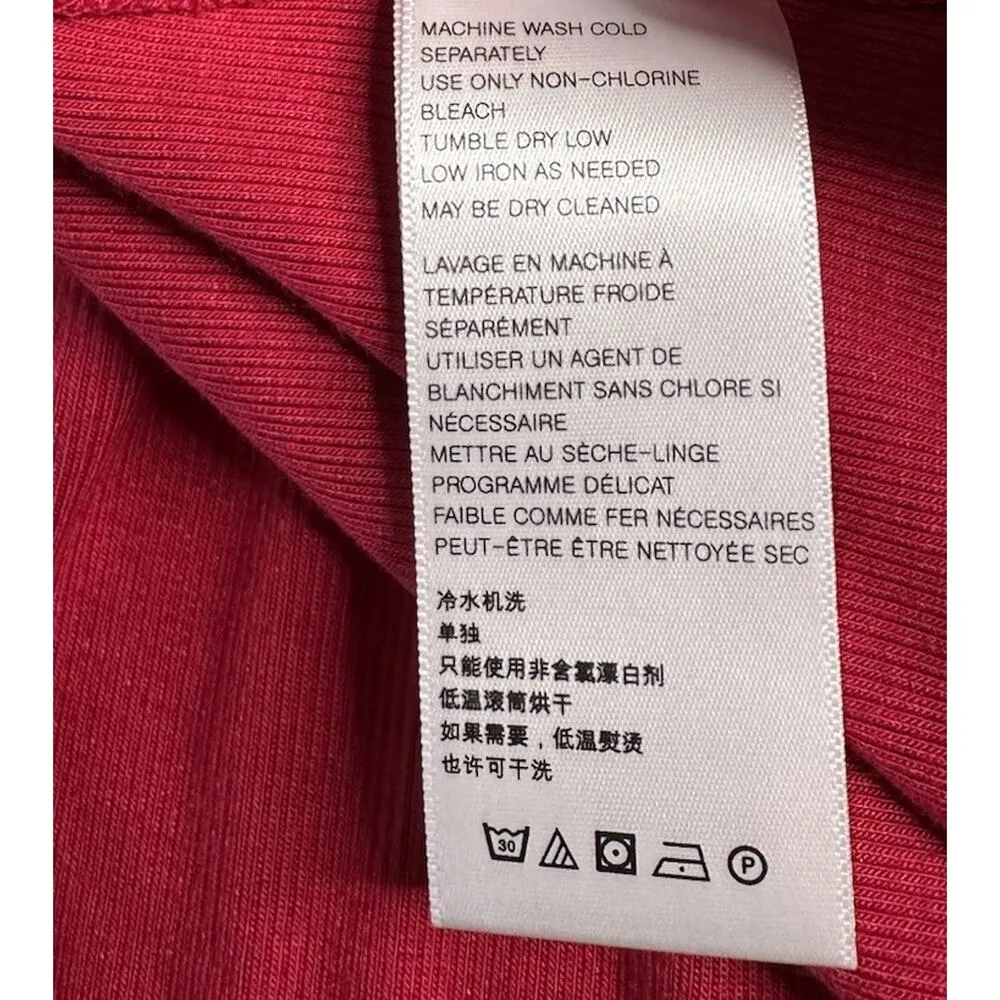 MACHINE WASH COLD
SEPARATELY
USE ONLY NON-CHLORINE
BLEACH
TUMBLE DRY LOW
LOW IRON AS NEEDED
MAY BE DRY CLEANED
LAVAGE EN MACHINE À
TEMPÉRATURE FROIDE
SÉPARÉMENT
UTILISER UN AGENT DE
BLANCHIMENT SANS CHLORE SI
NÉCESSAIRE
METTRE AU SÈCHE-LINGE
PROGRAMME DÉLICAT
FAIBLE COMME FER NÉCESSAIRES
PEUT-ÊTRE ÊTRE NETTOYÉE SEC
冷水机洗
单独
只能使用非含氯漂白剂
低温滚筒烘干
如果需要，低温熨烫
也许可干洗
30 P